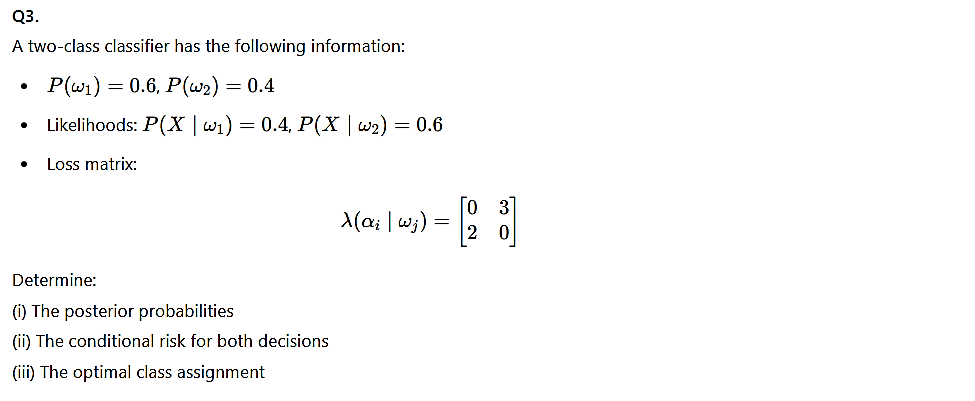 Q3.
A two-class classifier has the following information:
• P(ω₁) = 0.6, P(ω₂) = 0.4
• Likelihoods: P(X | ω₁) = 0.4, P(X | ω₂) = 0.6
• Loss matrix:
λ(αᵢ | ωⱼ) = [0 3
2 0]
Determine:
(i) The posterior probabilities
(ii) The conditional risk for both decisions
(iii) The optimal class assignment